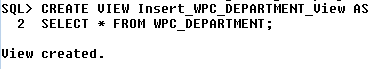 SQL> CREATE VIEW Insert_WPC_DEPARTMENT_View AS
2 SELECT * FROM WPC_DEPARTMENT;
View created.